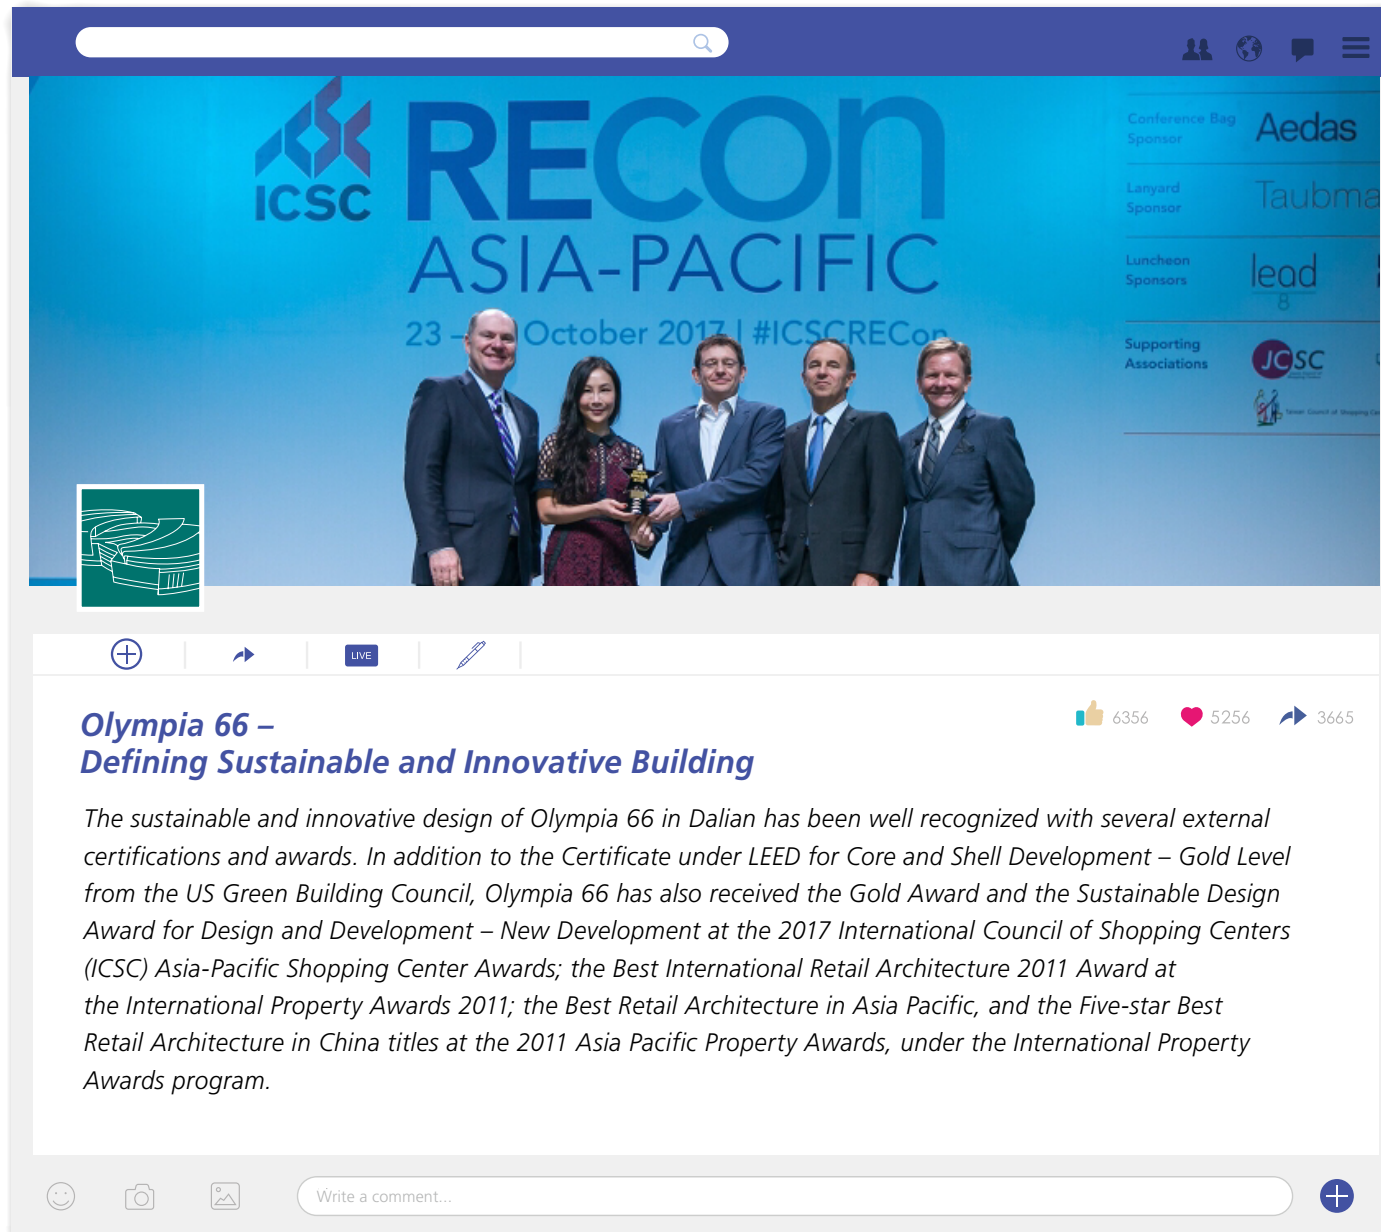 ICSC
RECON
ASIA-PACIFIC
23 – October 2017 | #ICSCRECon
Conference Bag
Sponsor
Aedas
Lanyard
Sponsor
Taubma
Luncheon
Sponsors
lead
8
Supporting
Associations
JCSC
LIVE
Olympia 66 –
Defining Sustainable and Innovative Building
6356
5256
3665
The sustainable and innovative design of Olympia 66 in Dalian has been well recognized with several external
certifications and awards. In addition to the Certificate under LEED for Core and Shell Development – Gold Level
from the US Green Building Council, Olympia 66 has also received the Gold Award and the Sustainable Design
Award for Design and Development – New Development at the 2017 International Council of Shopping Centers
(ICSC) Asia-Pacific Shopping Center Awards; the Best International Retail Architecture 2011 Award at
the International Property Awards 2011; the Best Retail Architecture in Asia Pacific, and the Five-star Best
Retail Architecture in China titles at the 2011 Asia Pacific Property Awards, under the International Property
Awards program.
Write a comment...